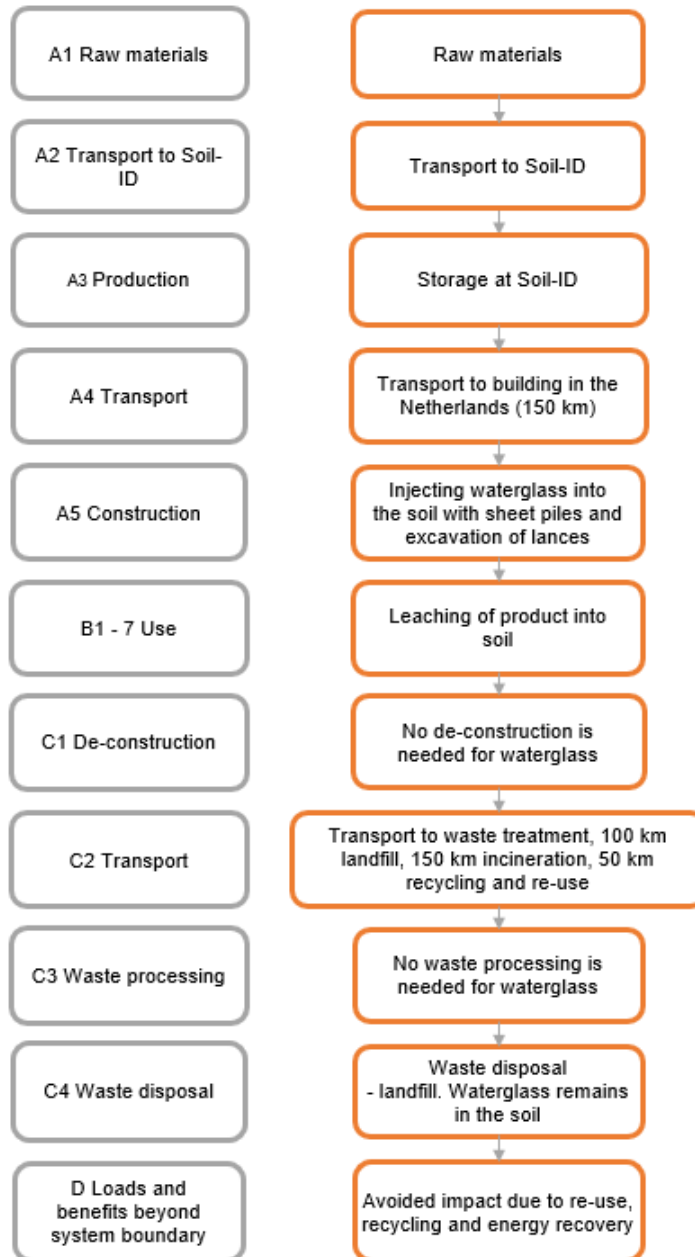 A1 Raw materials
Raw materials
A2 Transport to Soil-
ID
Transport to Soil-ID
A3 Production
Storage at Soil-ID
A4 Transport
Transport to building in the
Netherlands (150 km)
A5 Construction
Injecting waterglass into
the soil with sheet piles and
excavation of lances
B1 - 7 Use
Leaching of product into
soil
C1 De-construction
No de-construction is
needed for waterglass
C2 Transport
Transport to waste treatment, 100 km
landfill, 150 km incineration, 50 km
recycling and re-use
C3 Waste processing
No waste processing is
needed for waterglass
C4 Waste disposal
Waste disposal
- landfill. Waterglass remains
in the soil
D Loads and
benefits beyond
system boundary
Avoided impact due to re-use,
recycling and energy recovery